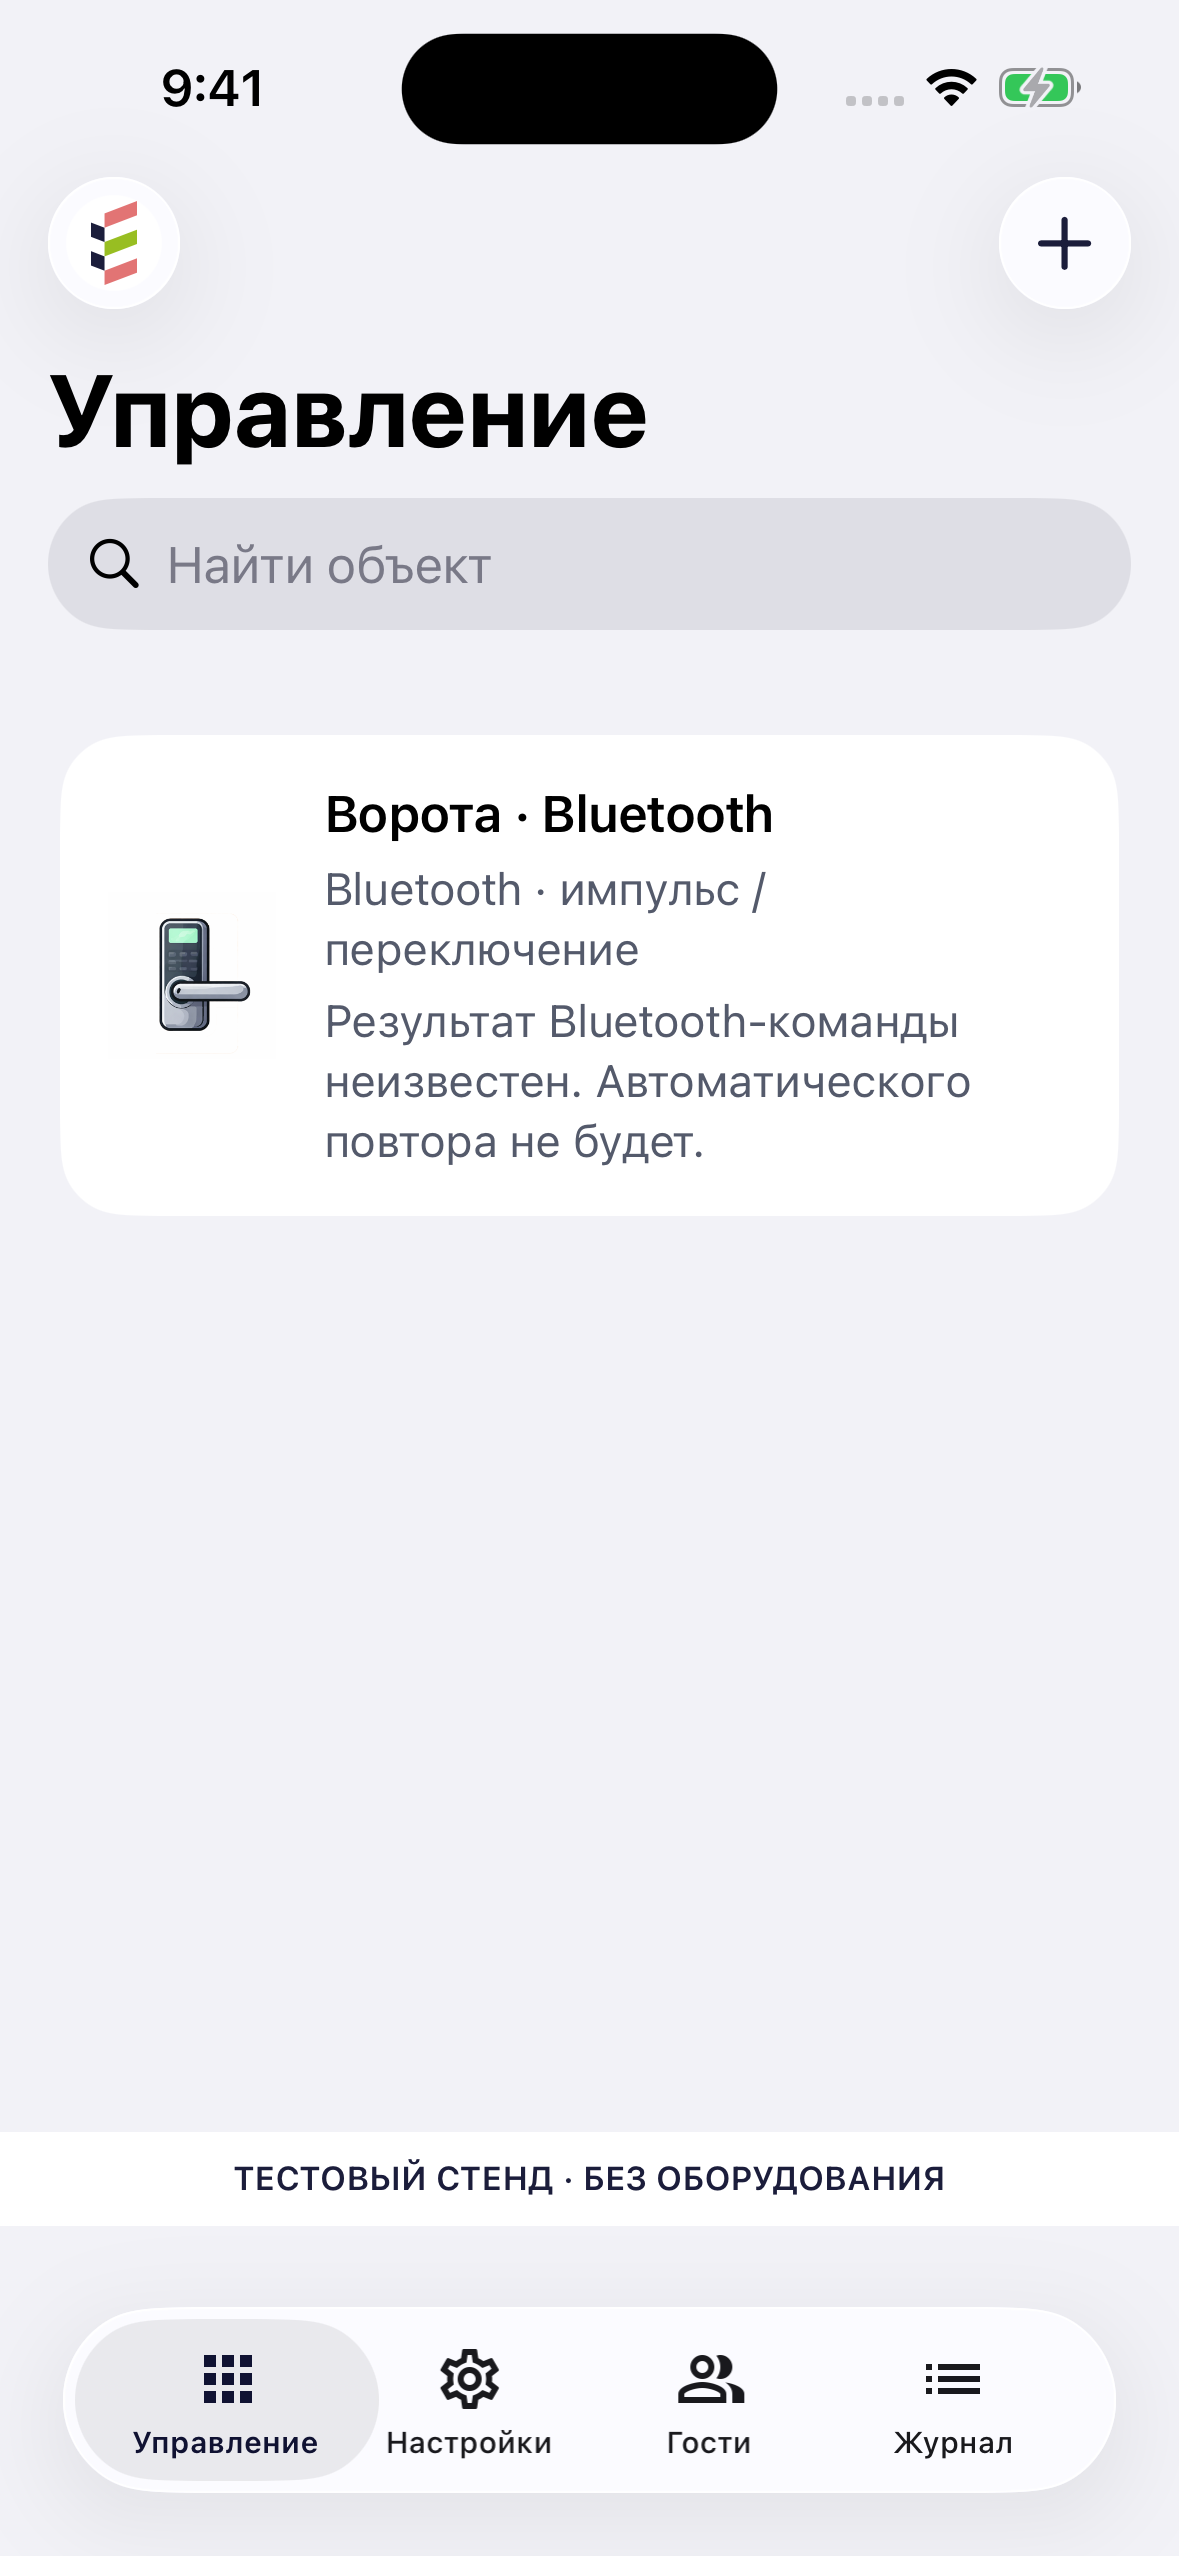 9:41
Управление
Найти объект
Ворота · Bluetooth
Bluetooth · импульс /
переключение
Результат Bluetooth-команды
неизвестен. Автоматического
повтора не будет.
ТЕСТОВЫЙ СТЕНД · БЕЗ ОБОРУДОВАНИЯ
Управление
Настройки
Гости
Журнал